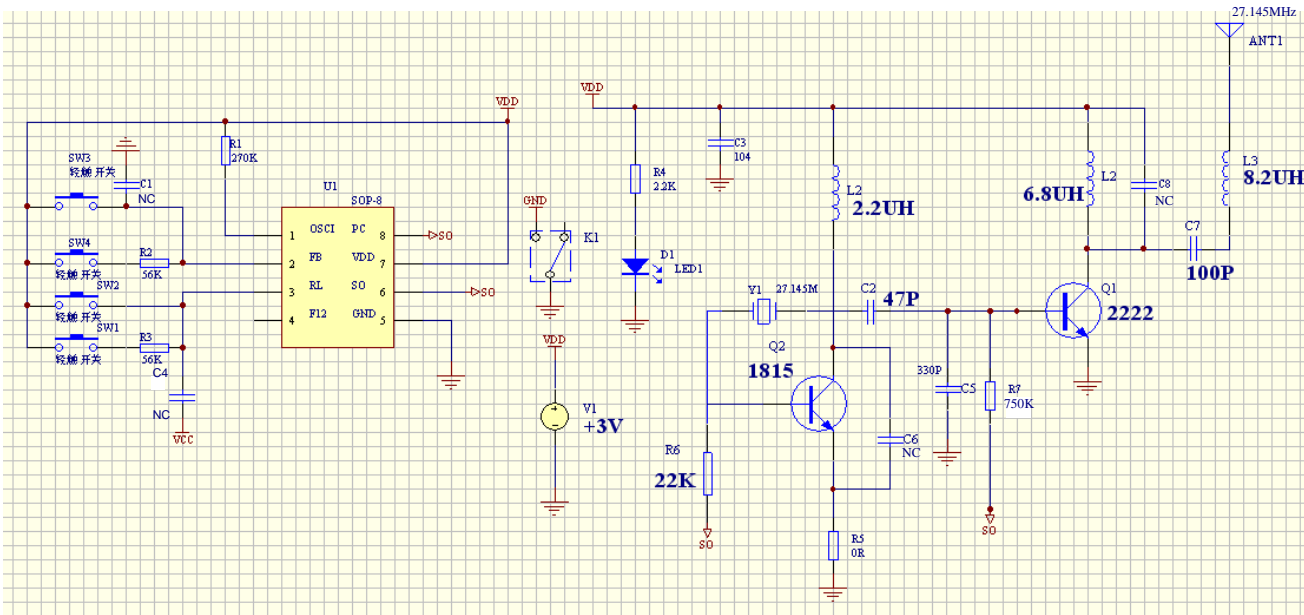 27.145MHz
ANT1
VDD
VDD
SW3
轻触开关
C1
NC
R1
270K
U1
SOP-8
1
OSCI
PC
8
SO
2
FB
VDD
7
3
RL
SO
6
SO
4
F12
GND
5
SW4
轻触开关
R2
56K
SW2
轻触开关
SW1
轻触开关
R3
56K
C4
NC
VCC
GND
K1
VDD
V1
+3V
R4
2.2K
D1
LED1
C3
104
L2
2.2UH
Y1
27.145M
C2
47P
Q2
1815
R6
22K
SO
C6
NC
R5
0R
330P
C5
R7
750K
SO
6.8UH
L2
C8
NC
L3
8.2UH
C7
100P
Q1
2222